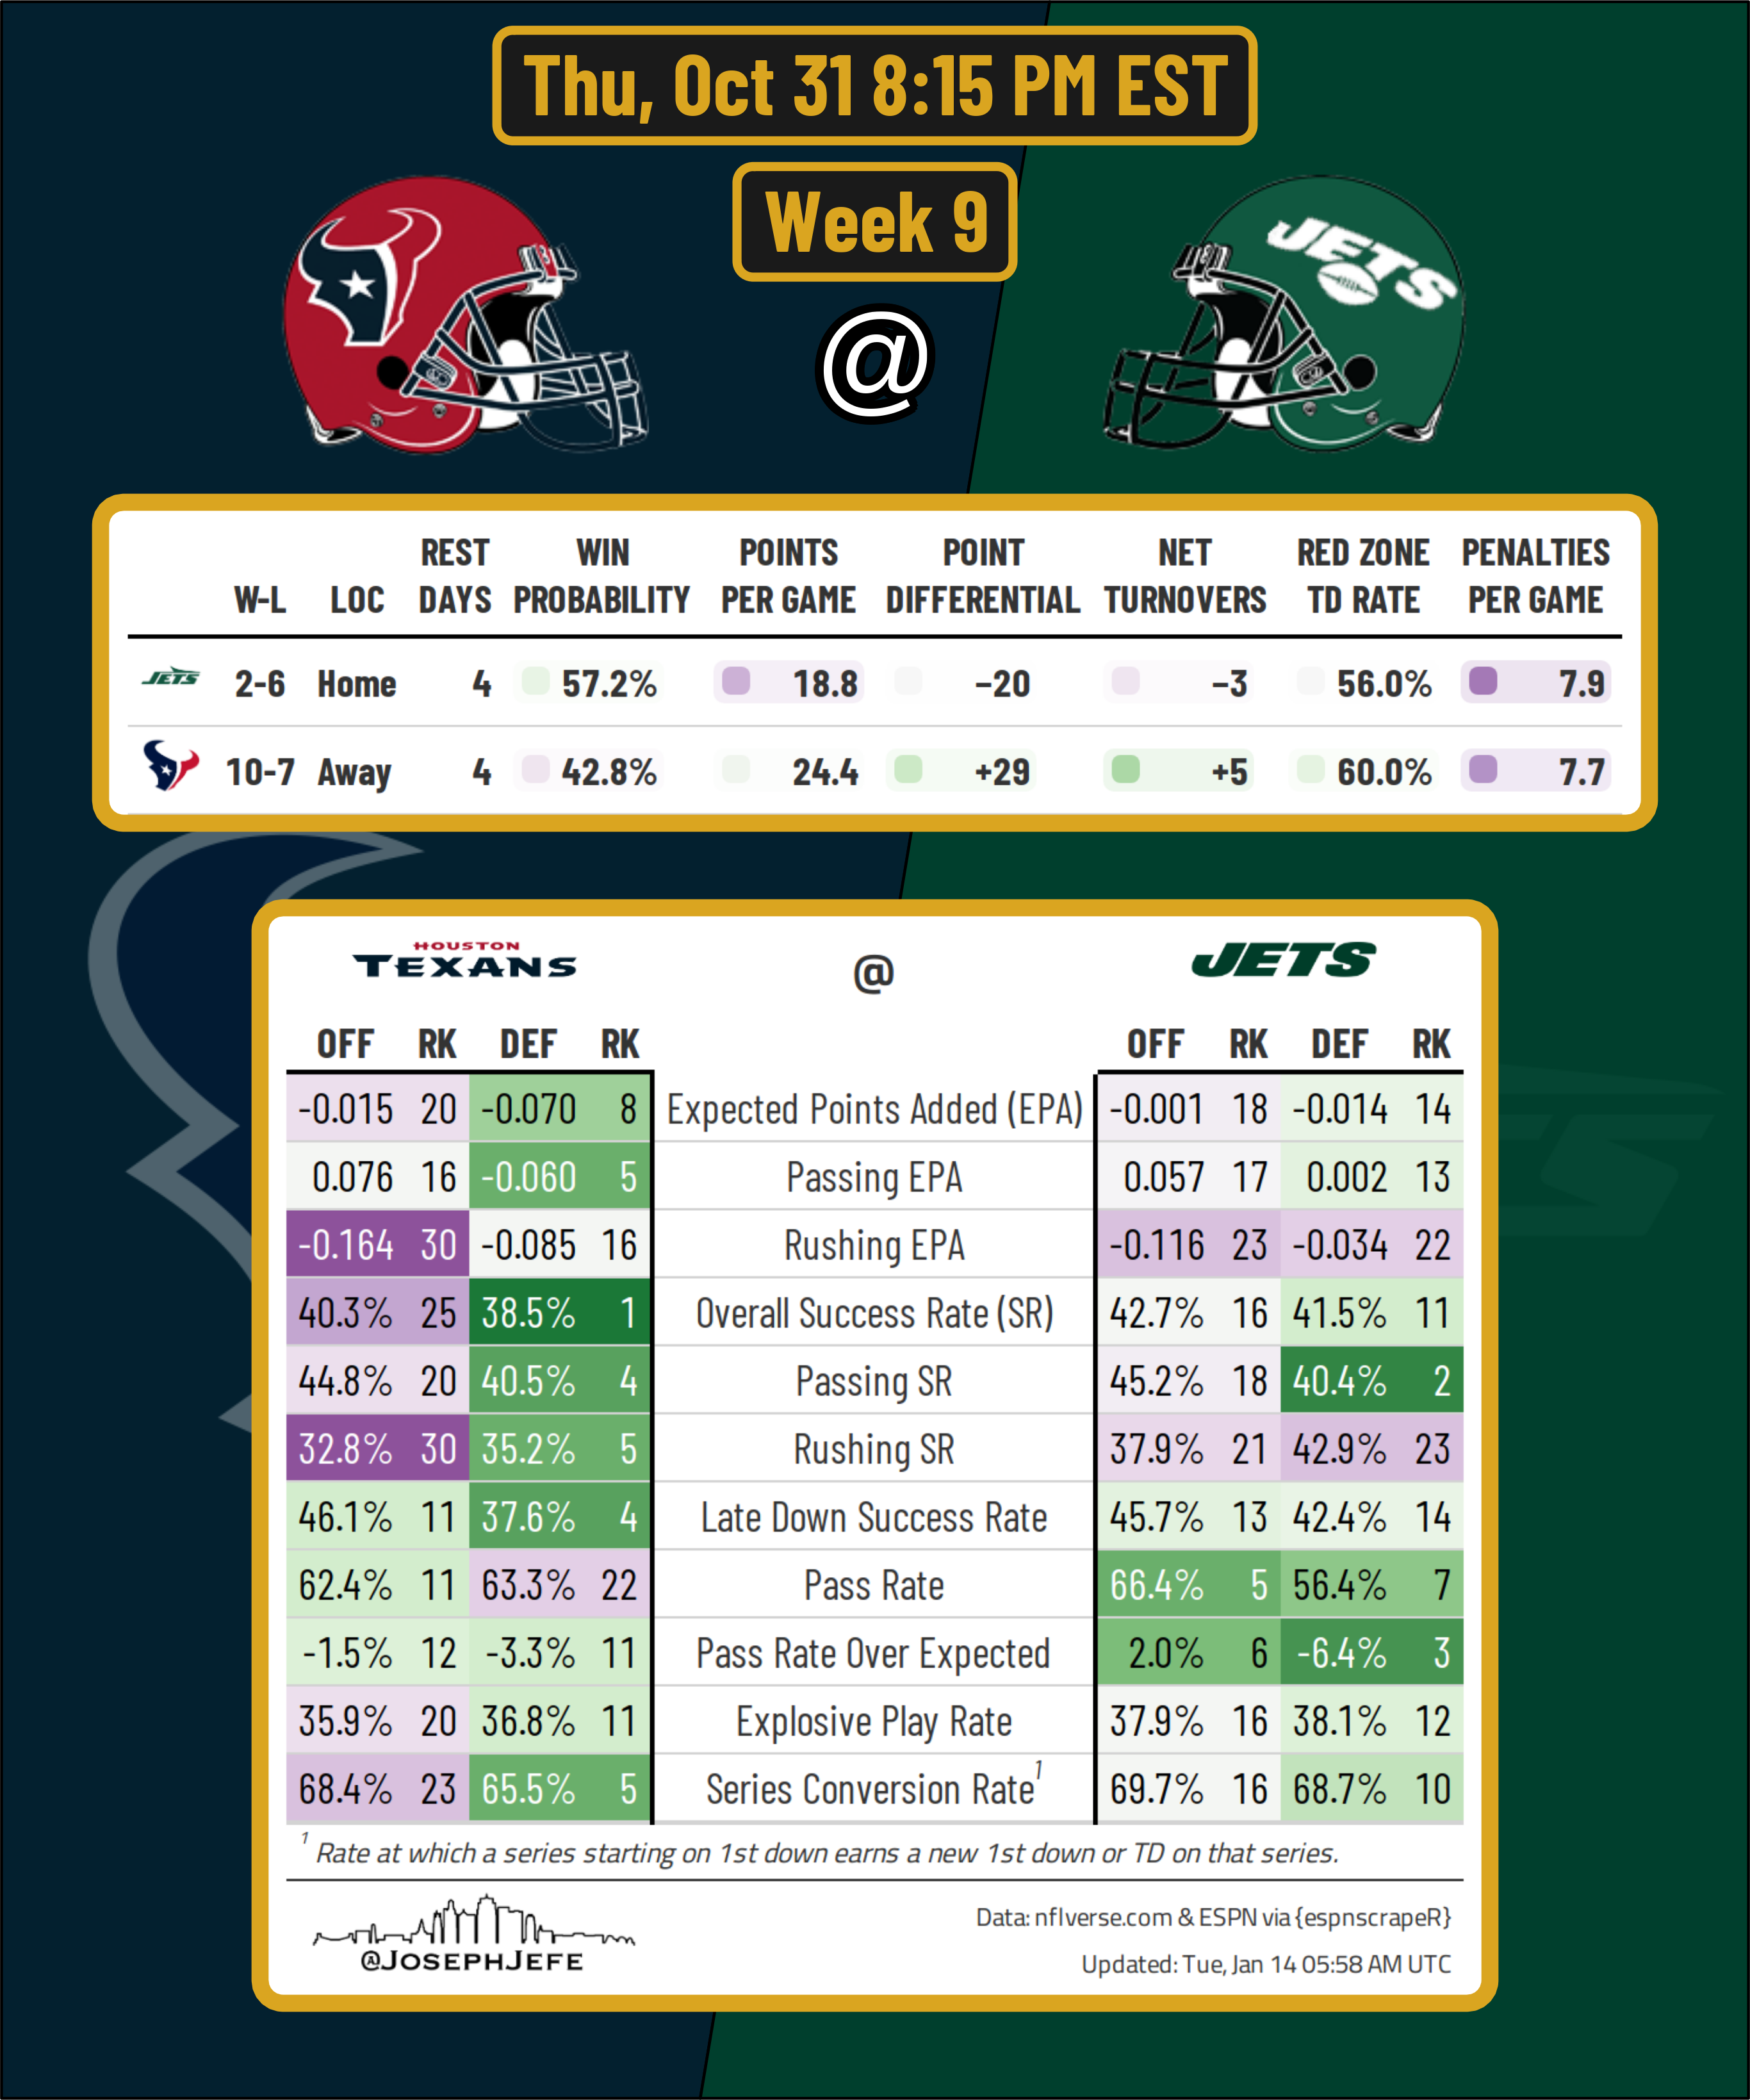 Thu, Oct 31 8:15 PM EST
Week 9
@
JETS
W-L LOC REST DAYS WIN PROBABILITY POINTS PER GAME POINT DIFFERENTIAL NET TURNOVERS RED ZONE TD RATE PENALTIES PER GAME
JETS 2-6 Home 4 57.2% 18.8 −20 −3 56.0% 7.9
10-7 Away 4 42.8% 24.4 +29 +5 60.0% 7.7
HOUSTON
TEXANS @ JETS
OFF RK DEF RK OFF RK DEF RK
-0.015 20 -0.070 8 Expected Points Added (EPA) -0.001 18 -0.014 14
0.076 16 -0.060 5 Passing EPA 0.057 17 0.002 13
-0.164 30 -0.085 16 Rushing EPA -0.116 23 -0.034 22
40.3% 25 38.5% 1 Overall Success Rate (SR) 42.7% 16 41.5% 11
44.8% 20 40.5% 4 Passing SR 45.2% 18 40.4% 2
32.8% 30 35.2% 5 Rushing SR 37.9% 21 42.9% 23
46.1% 11 37.6% 4 Late Down Success Rate 45.7% 13 42.4% 14
62.4% 11 63.3% 22 Pass Rate 66.4% 5 56.4% 7
-1.5% 12 -3.3% 11 Pass Rate Over Expected 2.0% 6 -6.4% 3
35.9% 20 36.8% 11 Explosive Play Rate 37.9% 16 38.1% 12
68.4% 23 65.5% 5 Series Conversion Rate¹ 69.7% 16 68.7% 10
¹ Rate at which a series starting on 1st down earns a new 1st down or TD on that series.
@JOSEPHJEFE
Data: nflverse.com & ESPN via {espnscrapeR}
Updated: Tue, Jan 14 05:58 AM UTC